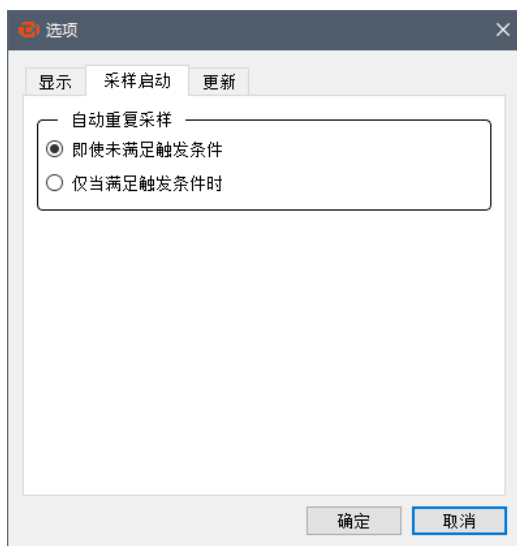 选项
显示 采样启动 更新
自动重复采样
即使未满足触发条件
仅当满足触发条件时
确定 取消